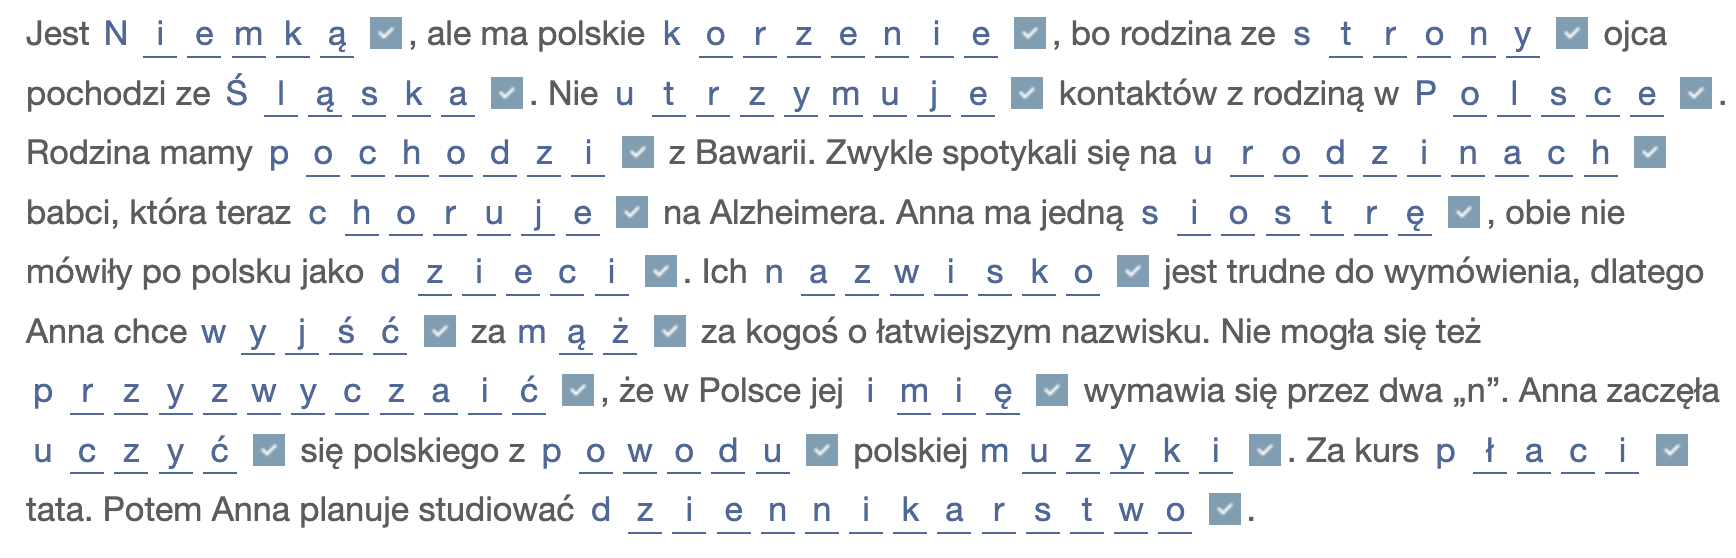 Jest Niemką, ale ma polskie korzenie, bo rodzina ze strony ojca
pochodzi ze Śląska. Nie utrzymuje kontaktów z rodziną w Polsce.
Rodzina mamy pochodzi z Bawarii. Zwykle spotykali się na urodzinach
babci, która teraz choruje na Alzheimera. Anna ma jedną siostrę, obie nie
mówiły po polsku jako dzieci. Ich nazwisko jest trudne do wymówienia, dlatego
Anna chce wyjść za mąż za kogoś o łatwiejszym nazwisku. Nie mogła się też
przyzwyczaić, że w Polsce jej imię wymawia się przez dwa „n”. Anna zaczęła
uczyć się polskiego z powodu polskiej muzyki. Za kurs płaci
tata. Potem Anna planuje studiować dziennikarstwo.